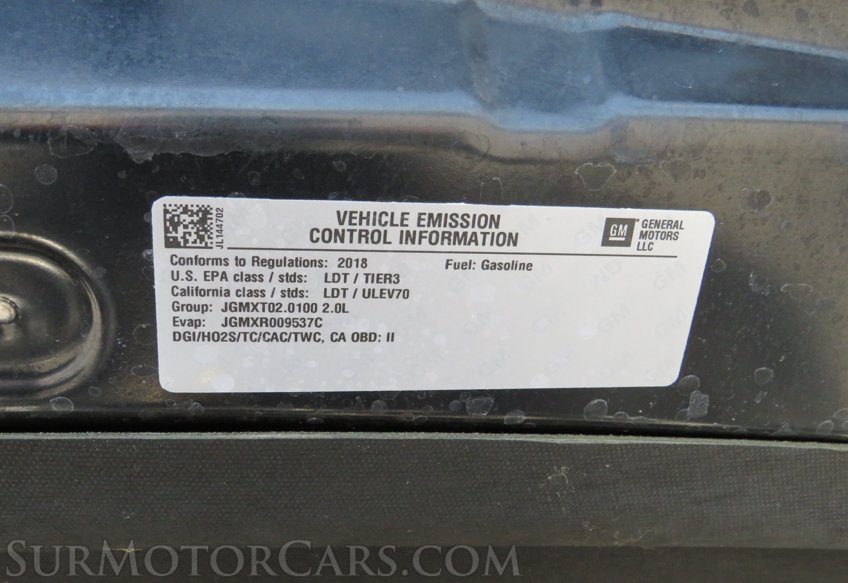 JL144702
VEHICLE EMISSION
CONTROL INFORMATION
GM
GENERAL
MOTORS
LLC
Conforms to Regulations: 2018 Fuel: Gasoline
U.S. EPA class / stds: LDT / TIER3
California class / stds: LDT / ULEV70
Group: JGMXT02.0100 2.0L
Evap: JGMXR009537C
DGI/HO2S/TC/CAC/TWC, CA OBD: II
SURMOTORCARS.COM